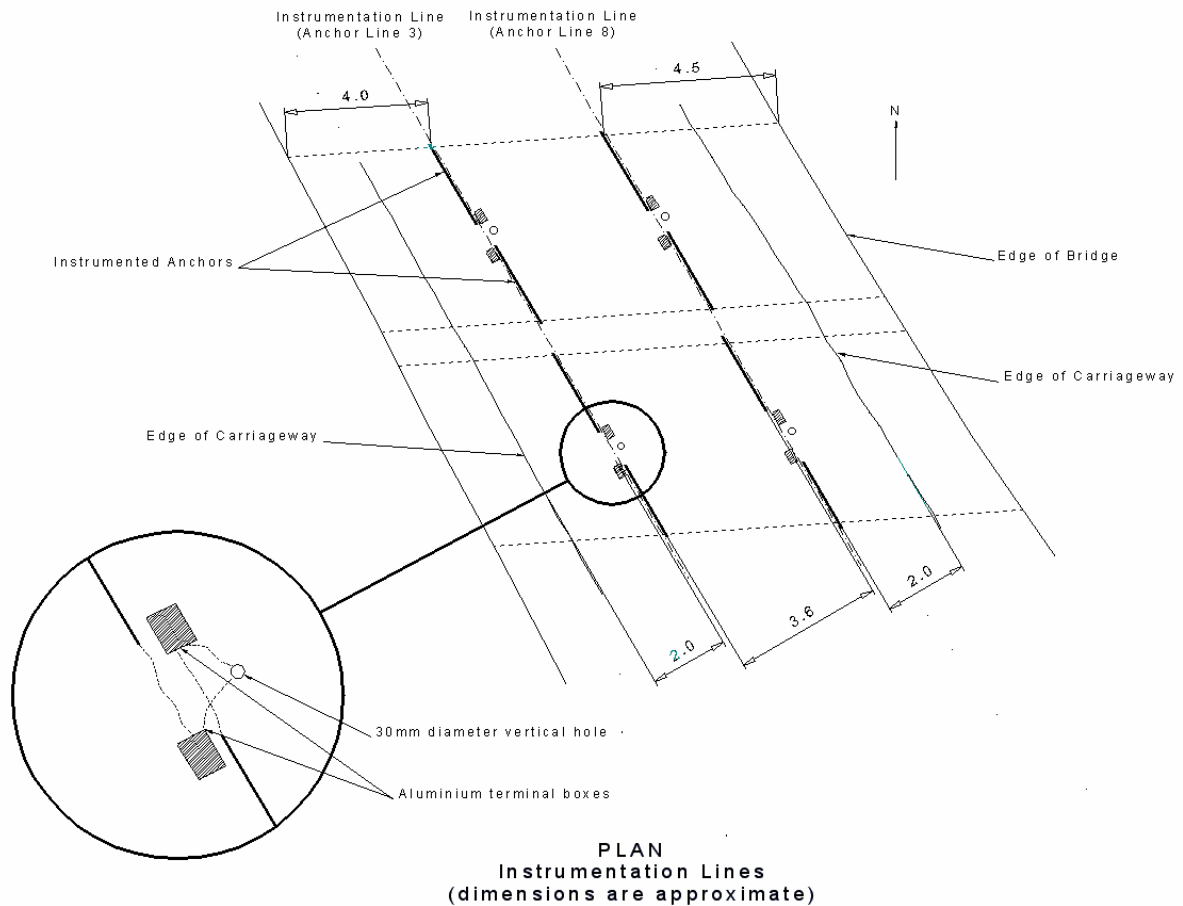 Instrumentation Line
(Anchor Line 3)
Instrumentation Line
(Anchor Line 8)
4.0
4.5
N
Instrumented Anchors
Edge of Bridge
Edge of Carriageway
Edge of Carriageway
2.0
3.6
2.0
30mm diameter vertical hole
Aluminium terminal boxes
PLAN
Instrumentation Lines
(dimensions are approximate)